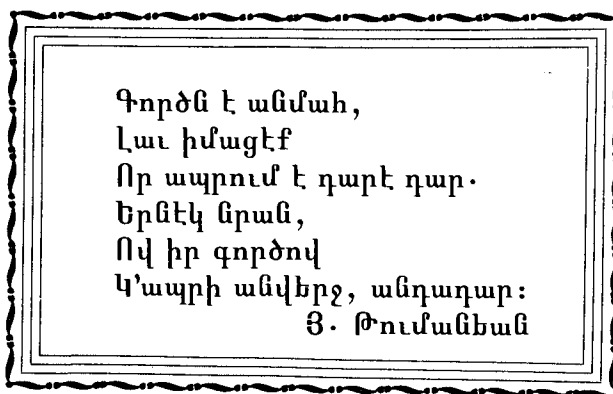 Գործն է անմահ,
Լաւ իմացէք
Որ ապրում է դարէ դար.
Երնէկ նրան,
Ով իր գործով
Կ՚ապրի անվերջ, անդադար:
Յ. Թումանեան